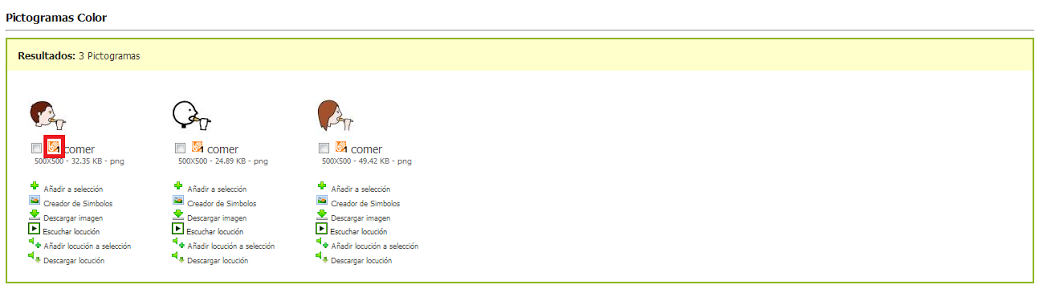 Pictogramas Color
Resultados: 3 Pictogramas
comer
500X500 - 32.35 KB - png
Añadir a selección
Creador de Simbolos
Descargar imagen
Escuchar locución
Añadir locución a selección
Descargar locución
comer
500X500 - 24.89 KB - png
Añadir a selección
Creador de Simbolos
Descargar imagen
Escuchar locución
Añadir locución a selección
Descargar locución
comer
500X500 - 49.42 KB - png
Añadir a selección
Creador de Simbolos
Descargar imagen
Escuchar locución
Añadir locución a selección
Descargar locución